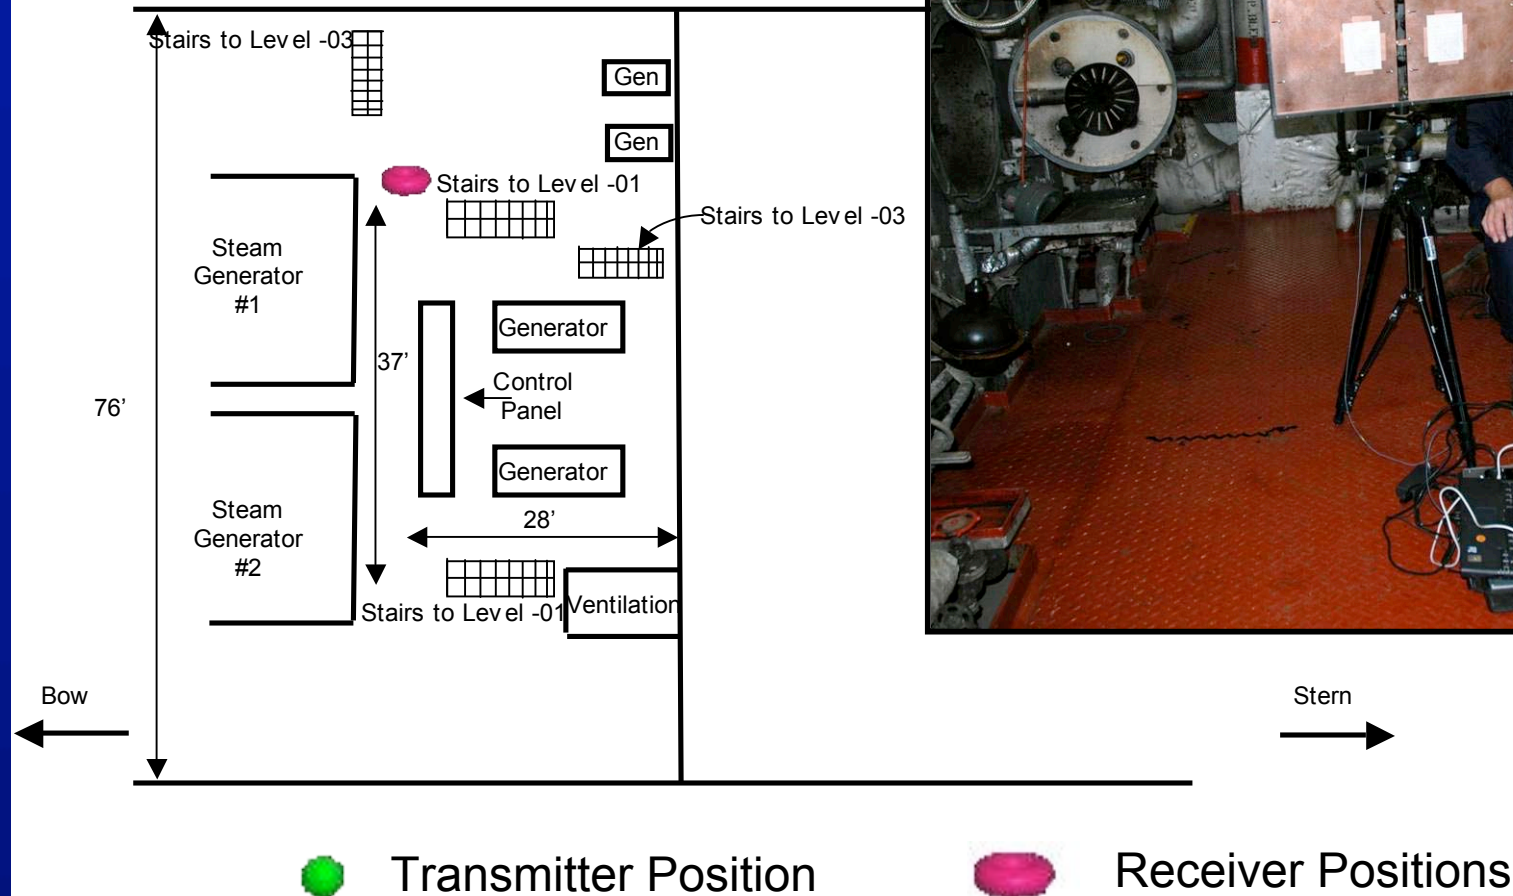 Stairs to Level -03
Gen
Gen
Stairs to Level -01
Stairs to Level -03
Steam
Generator
#1
Generator
37’
Control
Panel
76’
Generator
Steam
Generator
#2
28’
Stairs to Level -01
Ventilation
Bow
Stern
Transmitter Position
Receiver Positions